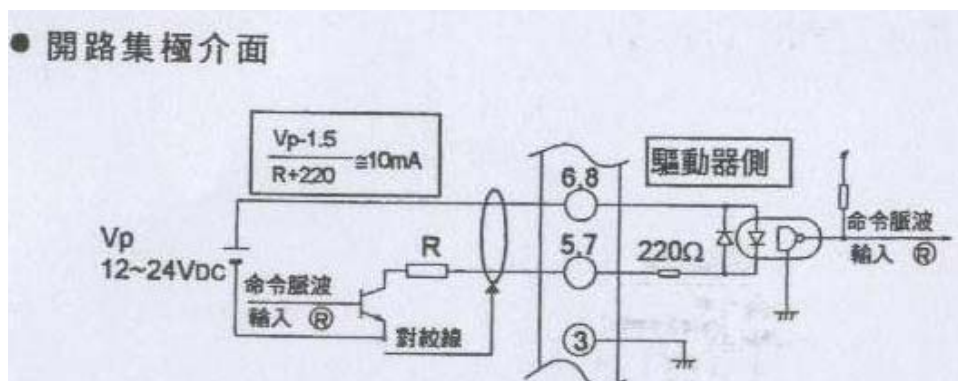 ● 開路集極介面
Vp-1.5
R+220
≅10mA
驅動器側
6,8
Vp
12~24VDC
R
5,7
220Ω
命令脈波
輸入 Ⓡ
命令脈波
輸入 Ⓡ
對絞線
③